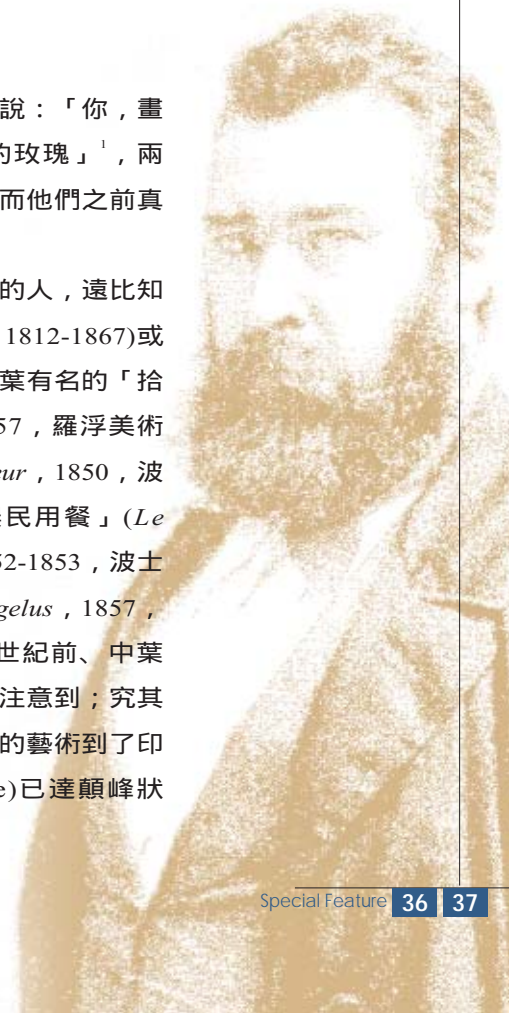 說：「你，畫
的玫瑰」1，兩
而他們之前真
的人，遠比知
1812-1867)或
葉有名的「拾
57，羅浮美術
eur，1850，波
民用餐」(Le
52-1853，波士
gelus，1857，
世紀前、中葉
注意到；究其
的藝術到了印
e)已達顛峰狀
Special Feature 36 37